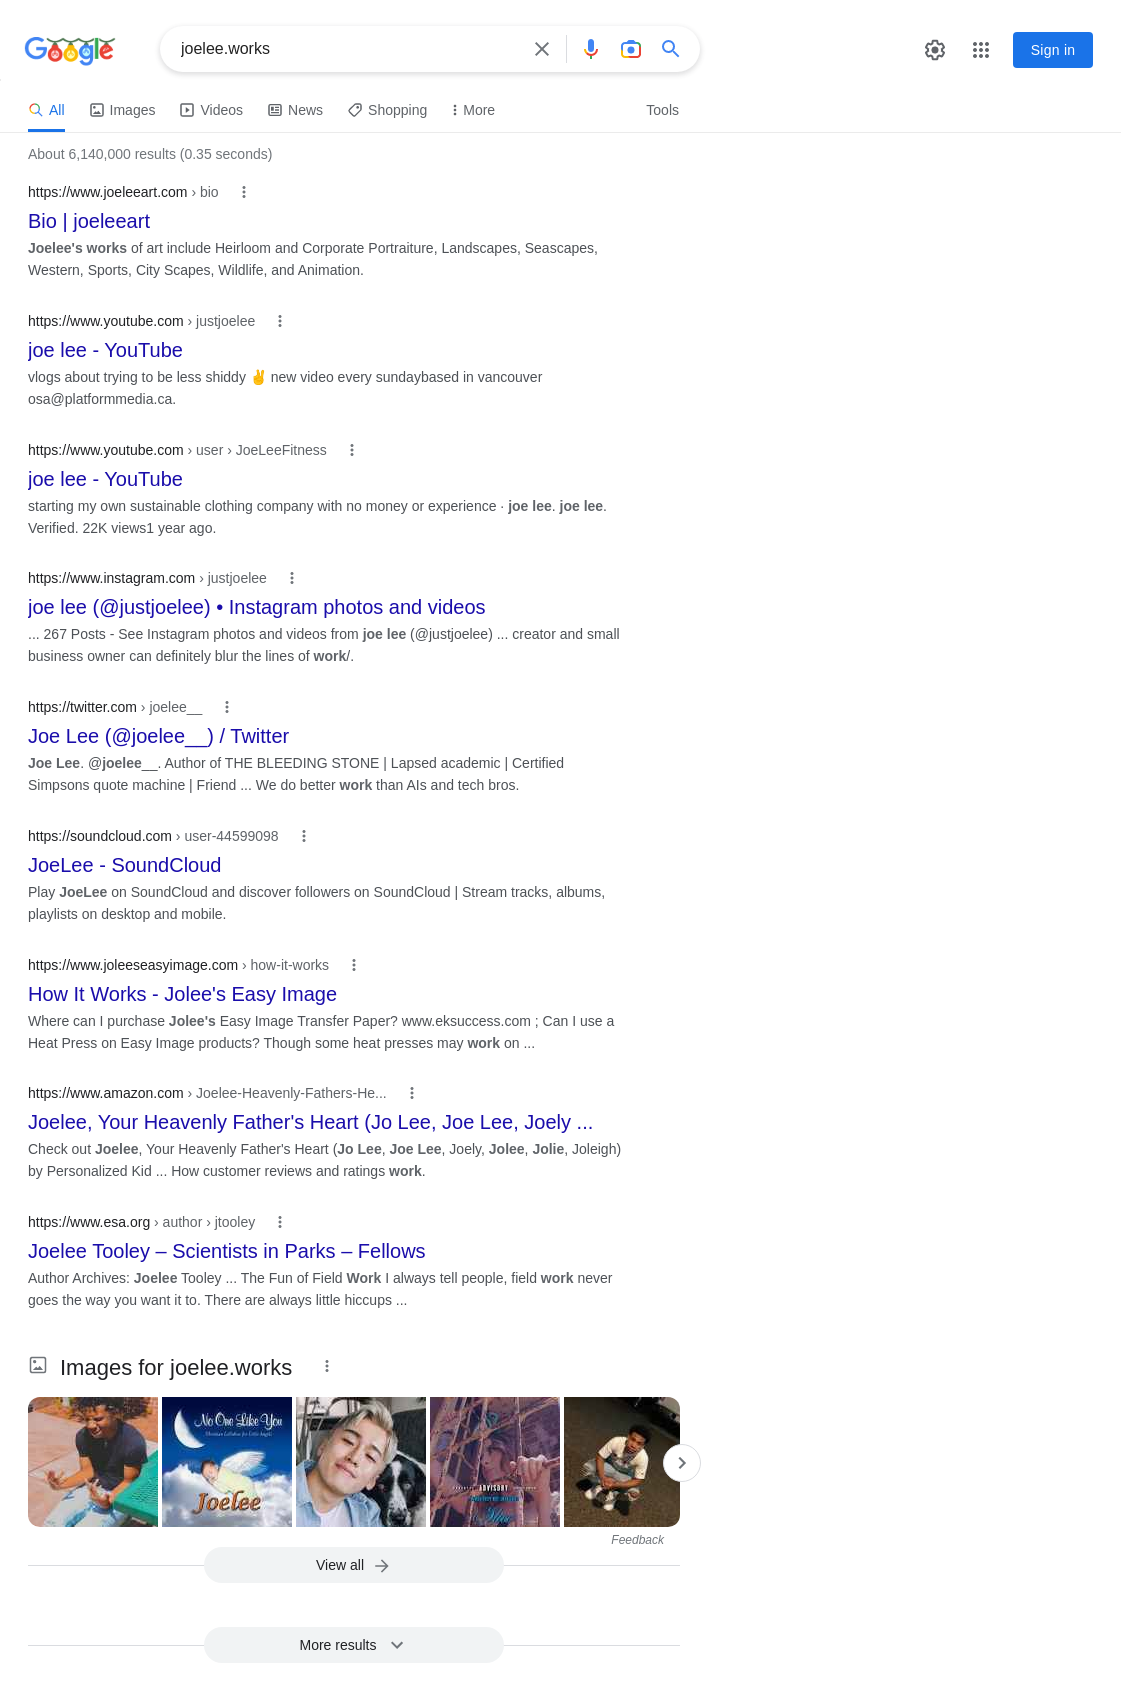 Google
joelee.works
Sign in
All
Images
Videos
News
Shopping
More
Tools
About 6,140,000 results (0.35 seconds)
https://www.joeleeart.com › bio
Bio | joeleeart
Joelee's works of art include Heirloom and Corporate Portraiture, Landscapes, Seascapes,
Western, Sports, City Scapes, Wildlife, and Animation.
https://www.youtube.com › justjoelee
joe lee - YouTube
vlogs about trying to be less shiddy ✌ new video every sundaybased in vancouver
osa@platformmedia.ca.
https://www.youtube.com › user › JoeLeeFitness
joe lee - YouTube
starting my own sustainable clothing company with no money or experience · joe lee. joe lee.
Verified. 22K views1 year ago.
https://www.instagram.com › justjoelee
joe lee (@justjoelee) • Instagram photos and videos
... 267 Posts - See Instagram photos and videos from joe lee (@justjoelee) ... creator and small
business owner can definitely blur the lines of work/.
https://twitter.com › joelee__
Joe Lee (@joelee__) / Twitter
Joe Lee. @joelee__. Author of THE BLEEDING STONE | Lapsed academic | Certified
Simpsons quote machine | Friend ... We do better work than AIs and tech bros.
https://soundcloud.com › user-44599098
JoeLee - SoundCloud
Play JoeLee on SoundCloud and discover followers on SoundCloud | Stream tracks, albums,
playlists on desktop and mobile.
https://www.joleeseasyimage.com › how-it-works
How It Works - Jolee's Easy Image
Where can I purchase Jolee's Easy Image Transfer Paper? www.eksuccess.com ; Can I use a
Heat Press on Easy Image products? Though some heat presses may work on ...
https://www.amazon.com › Joelee-Heavenly-Fathers-He...
Joelee, Your Heavenly Father's Heart (Jo Lee, Joe Lee, Joely ...
Check out Joelee, Your Heavenly Father's Heart (Jo Lee, Joe Lee, Joely, Jolee, Jolie, Joleigh)
by Personalized Kid ... How customer reviews and ratings work.
https://www.esa.org › author › jtooley
Joelee Tooley – Scientists in Parks – Fellows
Author Archives: Joelee Tooley ... The Fun of Field Work I always tell people, field work never
goes the way you want it to. There are always little hiccups ...
Images for joelee.works
No One Like You
Joelee
ADVISORY
Feedback
View all
More results